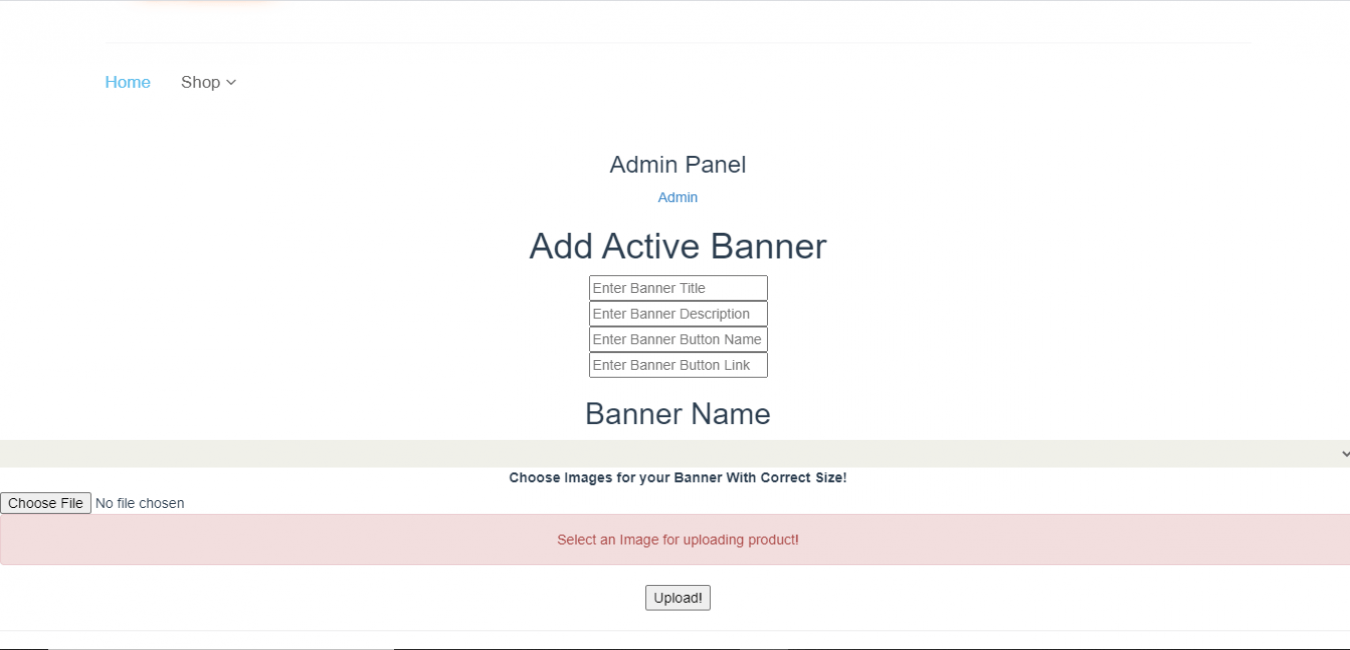 Home Shop
Admin Panel
Admin
Add Active Banner
Enter Banner Title
Enter Banner Description
Enter Banner Button Name
Enter Banner Button Link
Banner Name
Choose Images for your Banner With Correct Size!
Choose File No file chosen
Select an Image for uploading product!
Upload!